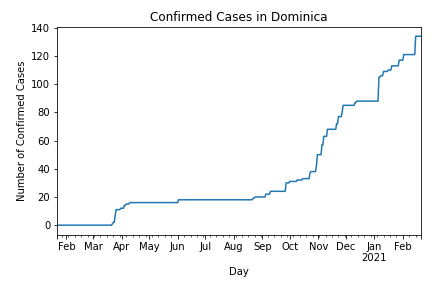 Confirmed Cases in Dominica
140
120
100
80
60
40
20
0
Number of Confirmed Cases
Feb Mar Apr May Jun Jul Aug Sep Oct Nov Dec Jan Feb
2021
Day